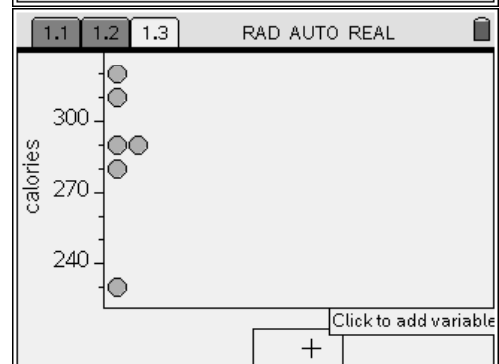 1.1 1.2 1.3 RAD AUTO REAL
300
calories
270
240
Click to add variable
+